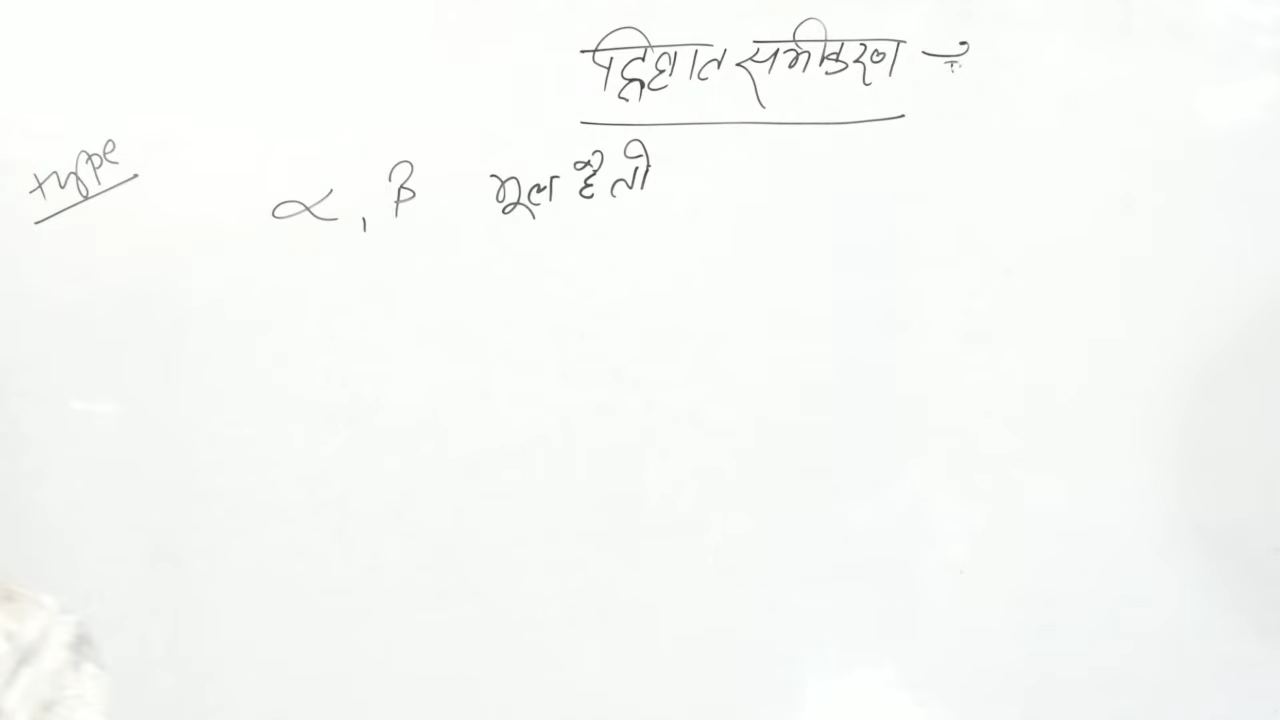 द्विघात समीकरण →
type
α, β मूल है तो